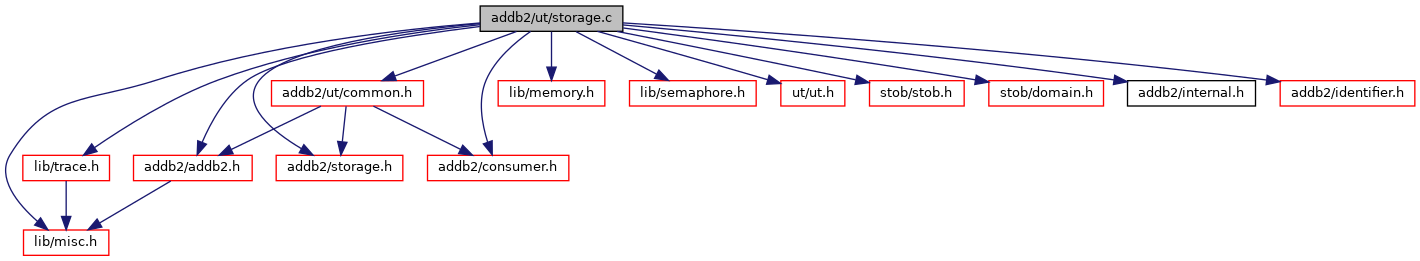 addb2/ut/storage.c
addb2/ut/common.h
lib/memory.h
lib/semaphore.h
ut/ut.h
stob/stob.h
stob/domain.h
addb2/internal.h
addb2/identifier.h
lib/trace.h
addb2/addb2.h
addb2/storage.h
addb2/consumer.h
lib/misc.h